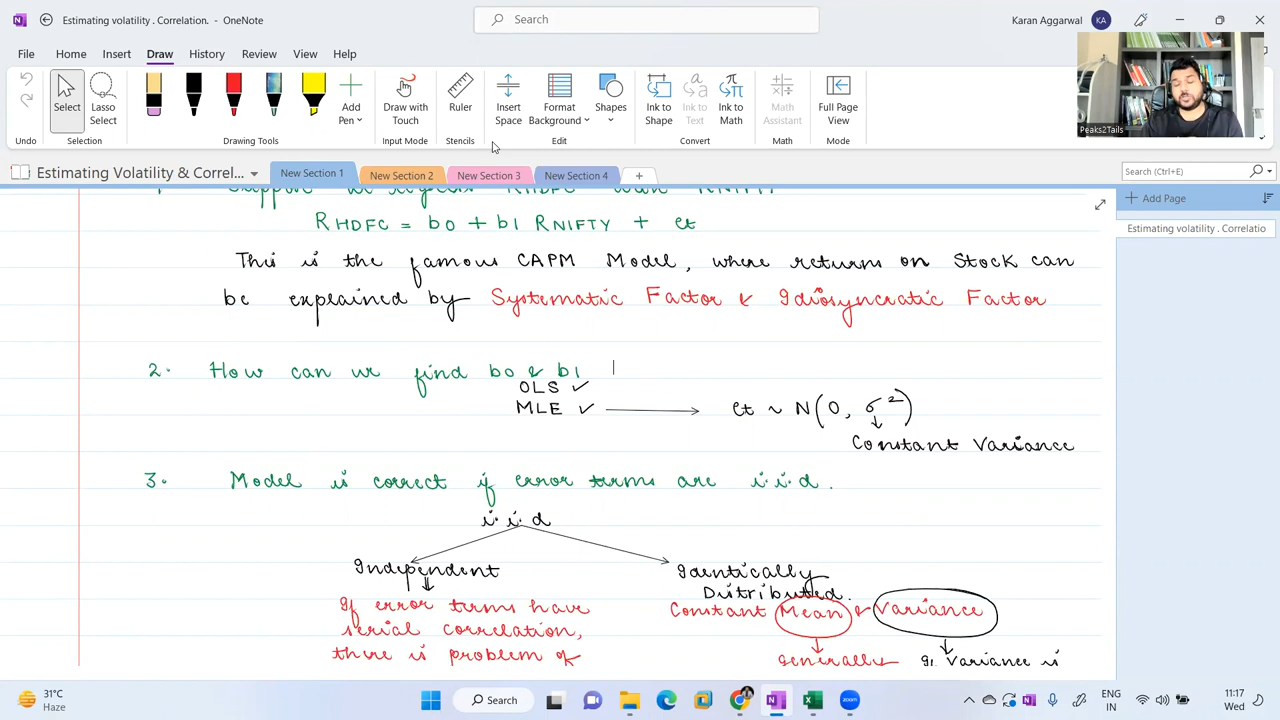 Estimating volatility . Correlation. - OneNote
Search
Karan Aggarwal
KA
File Home Insert Draw History Review View Help
Select
Lasso Select
Add Pen
Draw with Touch
Ruler
Insert Space
Format Background
Shapes
Ink to Shape
Ink to Text
Ink to Math
Math Assistant
Full Page View
Peaks2Tails
Undo Selection Drawing Tools Input Mode Stencils Edit Convert Math Mode
Estimating Volatility & Correl...
New Section 1 New Section 2 New Section 3 New Section 4
Search (Ctrl+E)
Add Page
Estimating volatility . Correlatio
RHDFC = b0 + b1 RNIFTY + et
This is the famous CAPM Model, where returns on Stock can
be explained by Systematic Factor & Idiosyncratic Factor
2. How can we find b0 & b1
OLS ✓
MLE ✓ → et ~ N(0, σ²)
Constant Variance
3. Model is correct if error terms are i.i.d.
i.i.d
Independent
Identically Distributed.
If error terms have
serial correlation,
there is problem of
Constant Mean & Variance
Generally
If Variance is
31°C
Haze
Search
ENG
IN
11:17
Wed